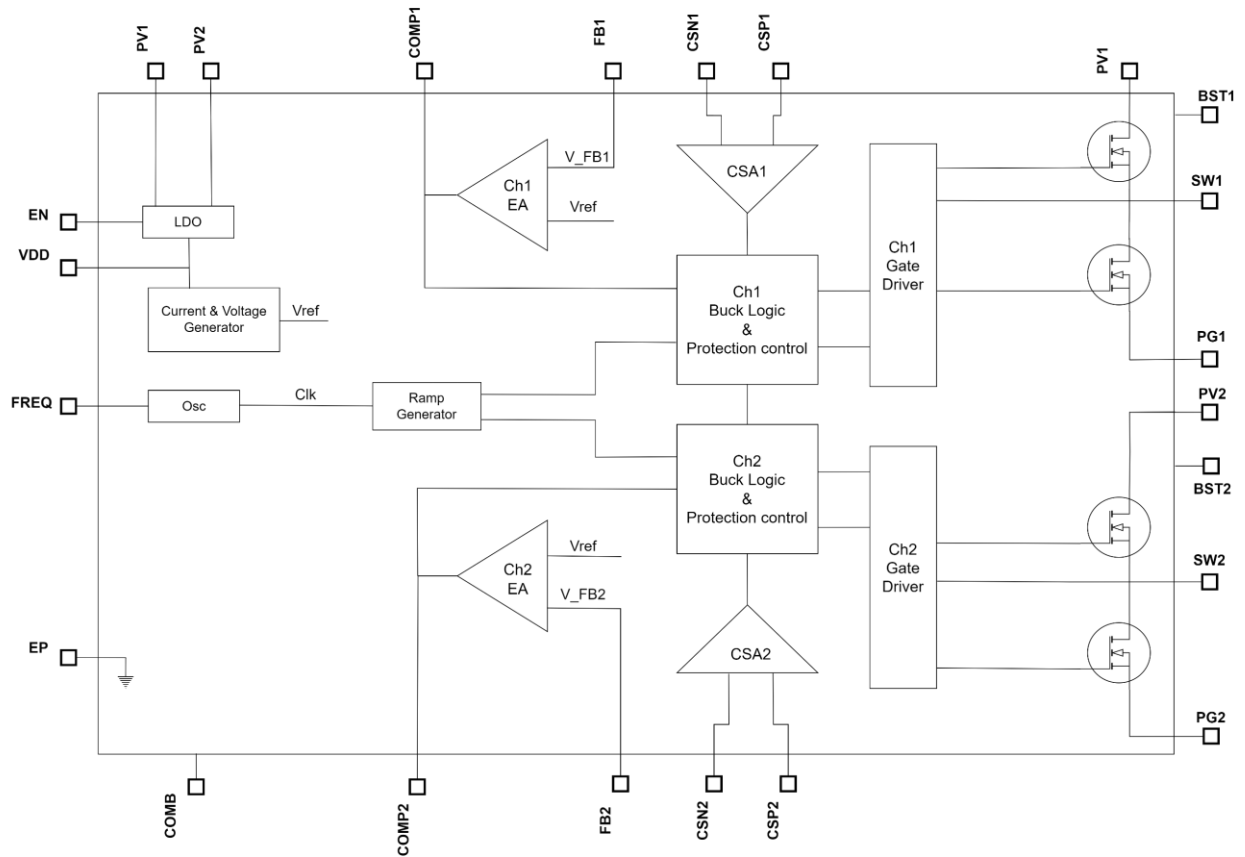 PV1
PV2
COMP1
FB1
CSN1
CSP1
PV1
BST1
V_FB1
CSA1
Ch1
EA
SW1
LDO
EN
Vref
VDD
Ch1
Gate
Driver
Ch1
Buck Logic
&
Protection control
Current & Voltage
Generator
Vref
PG1
FREQ
Osc
Clk
Ramp
Generator
PV2
Ch2
Buck Logic
&
Protection control
BST2
Vref
Ch2
EA
Ch2
Gate
Driver
SW2
V_FB2
EP
CSA2
PG2
COMB
COMP2
FB2
CSN2
CSP2